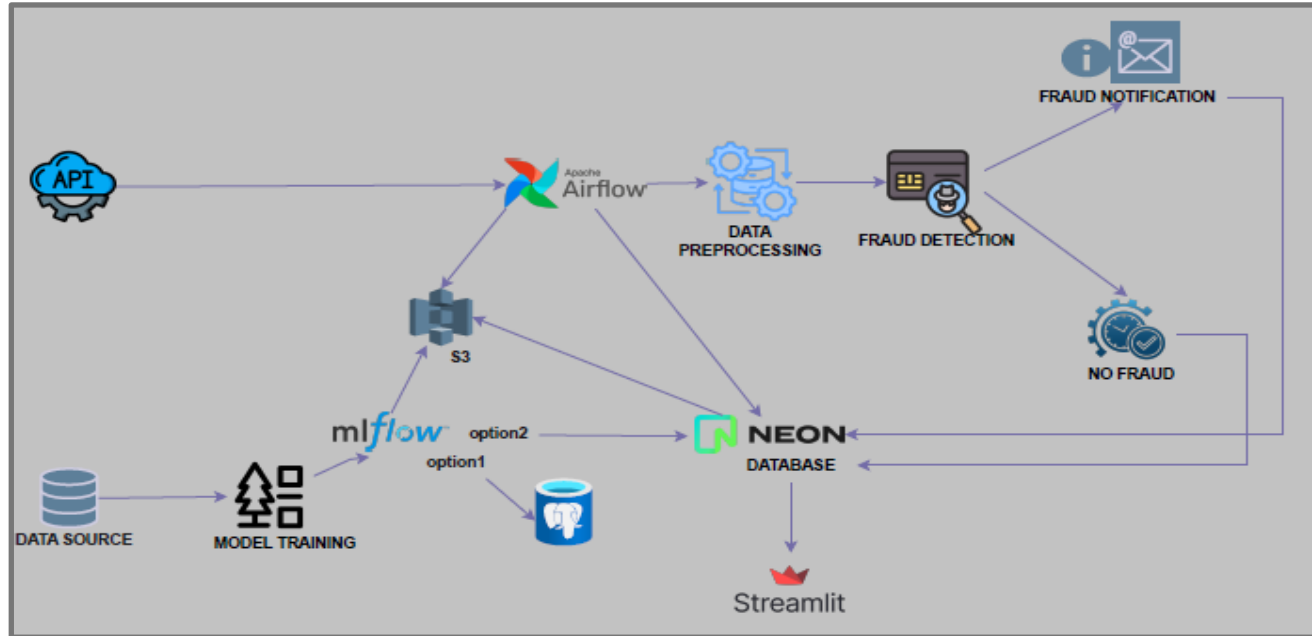 @
i
FRAUD NOTIFICATION
API
Apache
Airflow
DATA
PREPROCESSING
FRAUD DETECTION
S3
NO FRAUD
mlflow
option2
option1
N NEON
DATABASE
DATA SOURCE
MODEL TRAINING
Streamlit